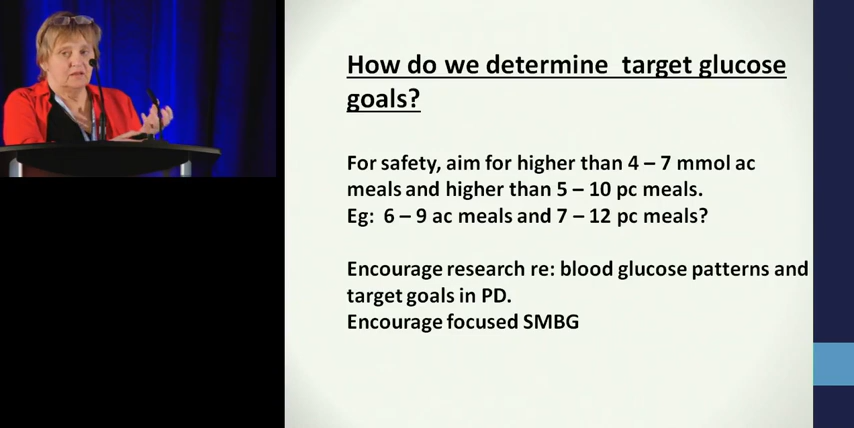 How do we determine  target glucose
goals?
For safety, aim for higher than 4 – 7 mmol ac
meals and higher than 5 – 10 pc meals.
Eg:  6 – 9 ac meals and 7 – 12 pc meals?
Encourage research re: blood glucose patterns and
target goals in PD.
Encourage focused SMBG